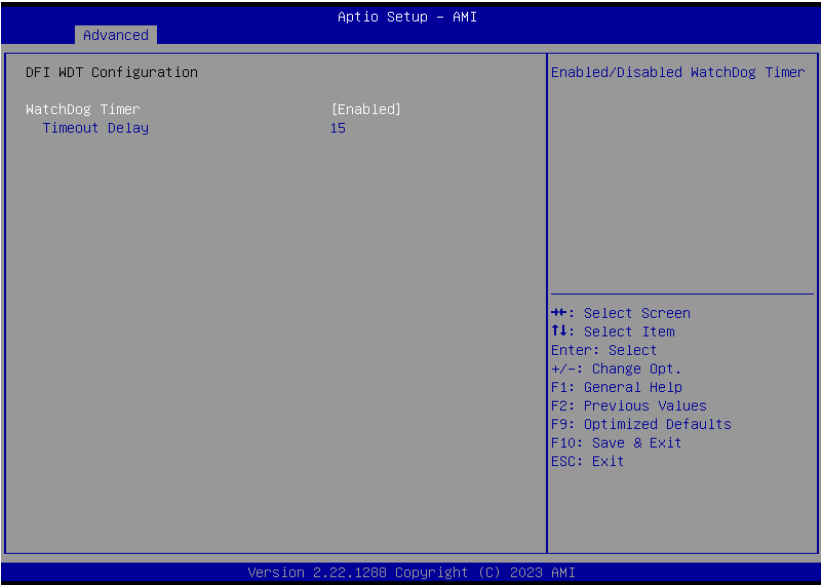 Aptio Setup – AMI
Advanced
DFI WDT Configuration
WatchDog Timer [Enabled]
Timeout Delay 15
Enabled/Disabled WatchDog Timer
→←: Select Screen
↑↓: Select Item
Enter: Select
+/-: Change Opt.
F1: General Help
F2: Previous Values
F9: Optimized Defaults
F10: Save & Exit
ESC: Exit
Version 2.22.1288 Copyright (C) 2023 AMI